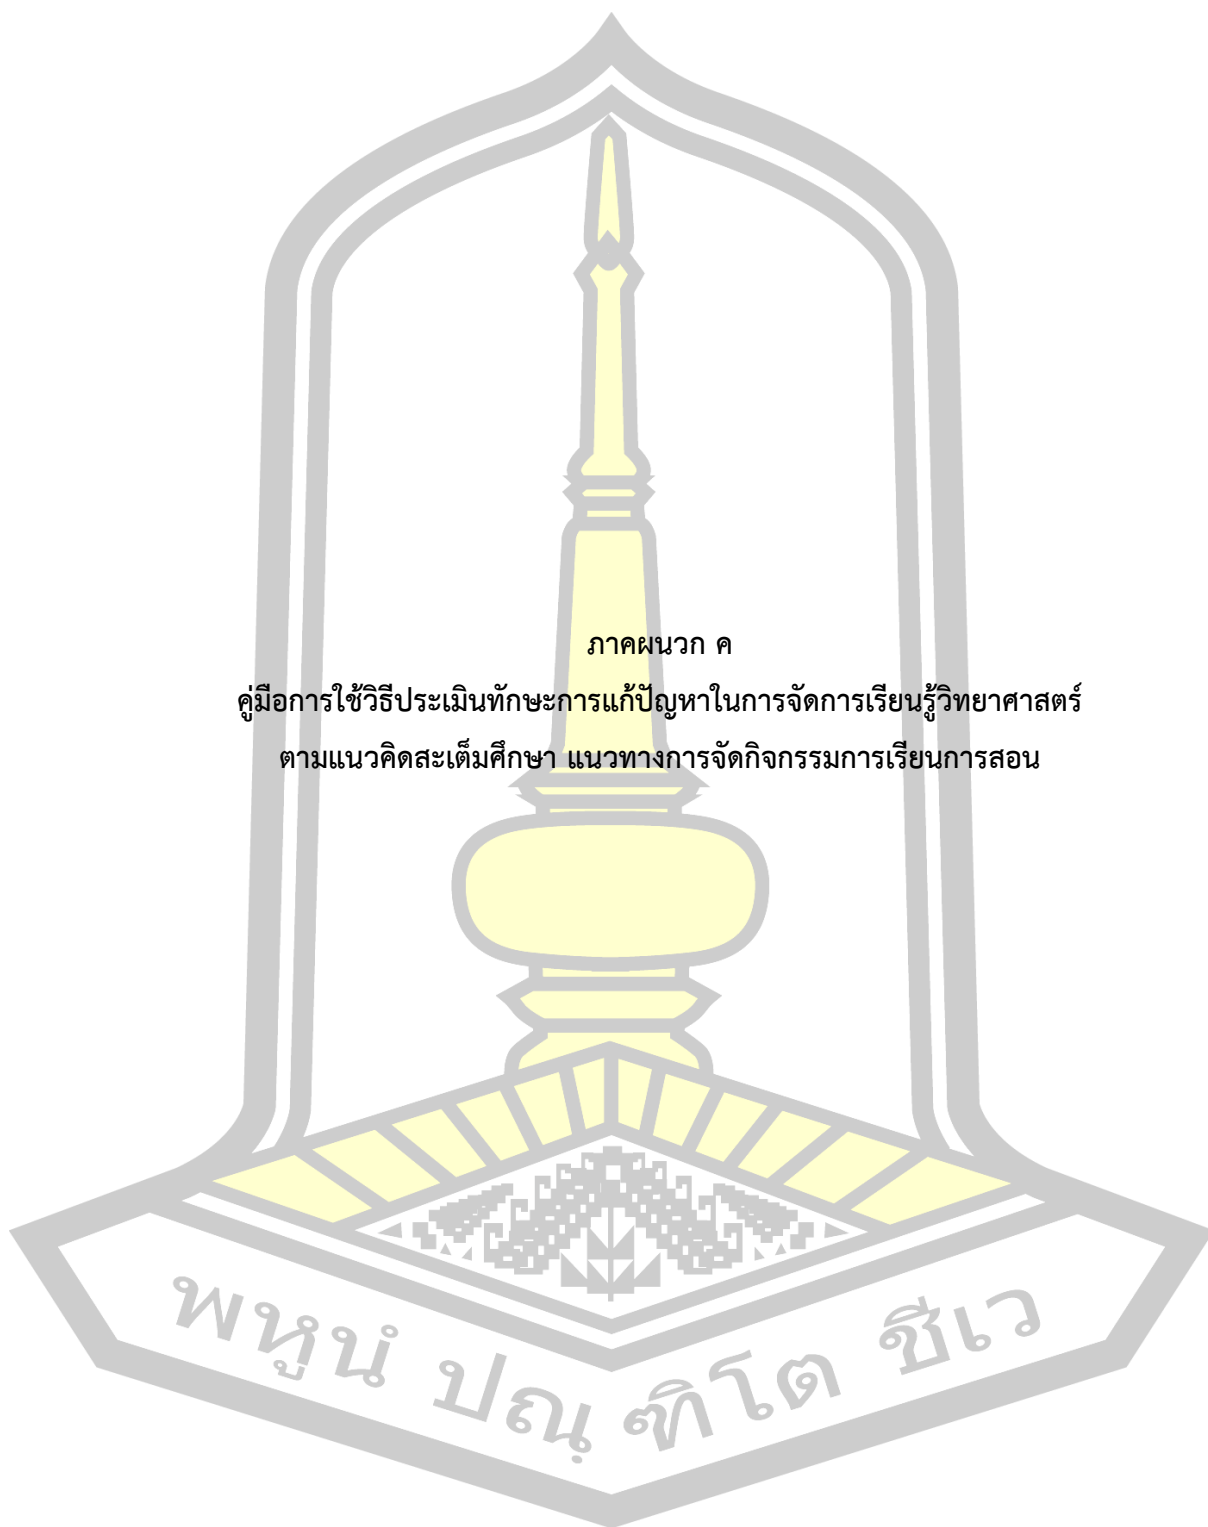 ภาคผนวก ค
คู่มือการใช้วิธีประเมินทักษะการแก้ปัญหาในการจัดการเรียนรู้วิทยาศาสตร์
ตามแนวคิดสะเต็มศึกษา แนวทางการจัดกิจกรรมการเรียนการสอน
พหูนํ ปณฺฑิโต ชีเว